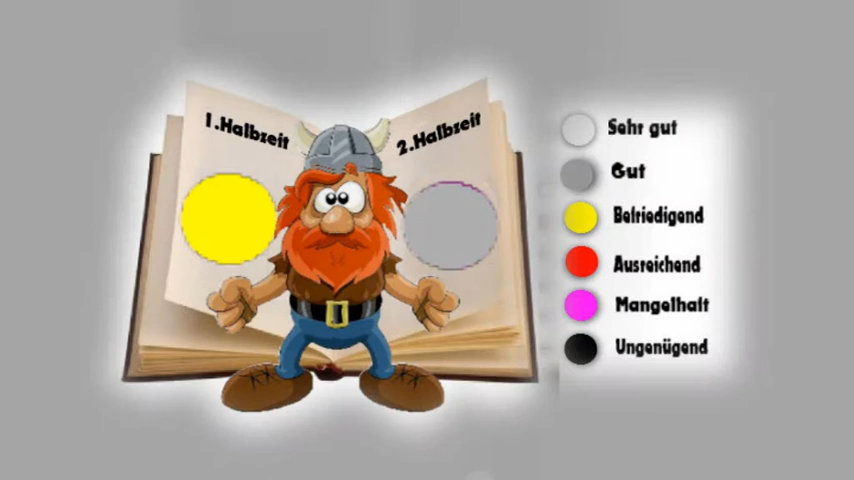 1.Halbzeit
2.Halbzeit
Sehr gut
Gut
Befriedigend
Ausreichend
Mangelhaft
Ungenügend